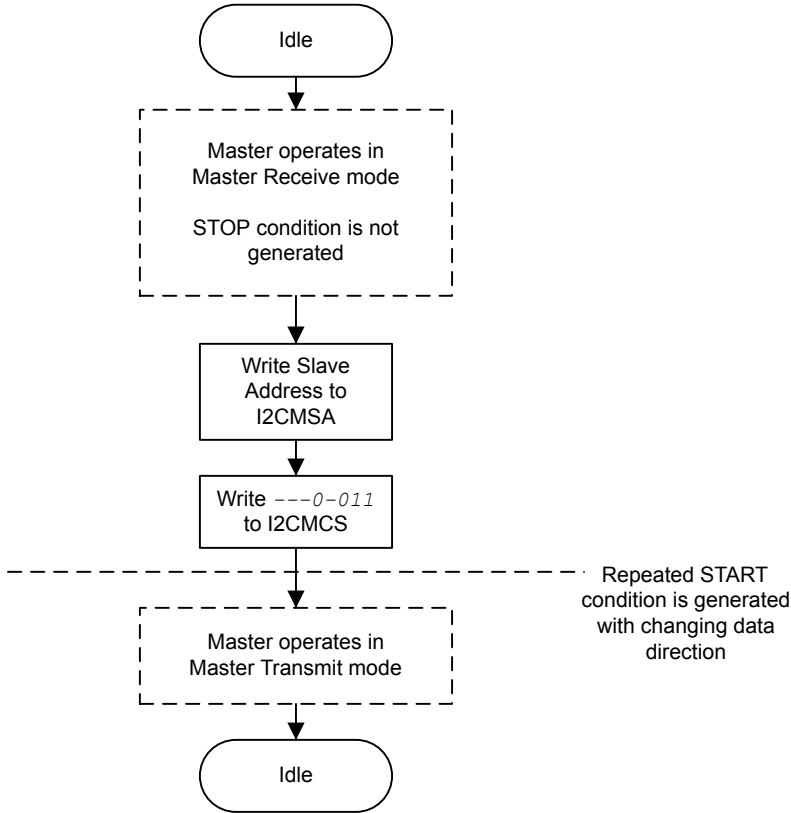 Idle
Master operates in
Master Receive mode
STOP condition is not
generated
Write Slave
Address to
I2CMSA
Write ---0-011
to I2CMCS
Repeated START
condition is generated
with changing data
direction
Master operates in
Master Transmit mode
Idle